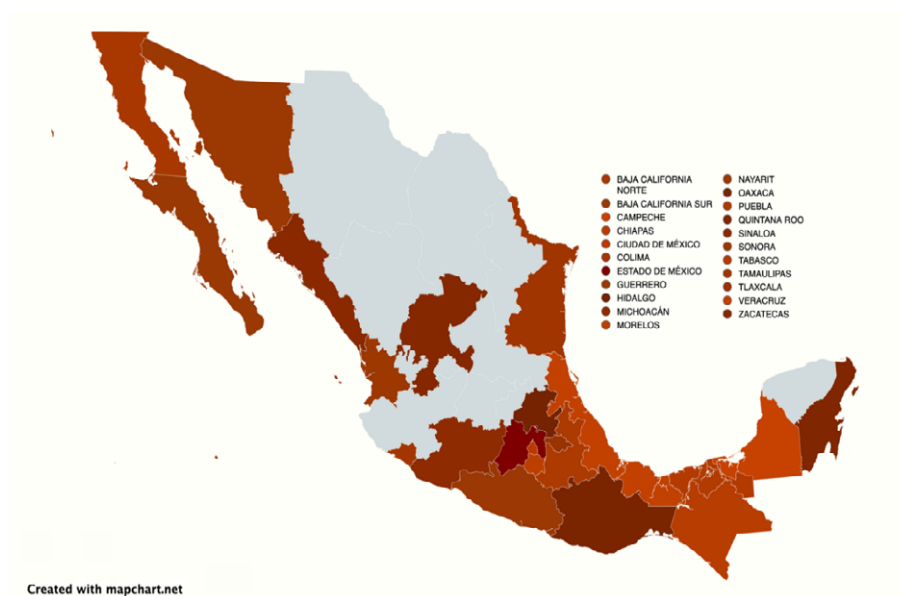 BAJA CALIFORNIA
NORTE
BAJA CALIFORNIA SUR
CAMPECHE
CHIAPAS
CIUDAD DE MÉXICO
COLIMA
ESTADO DE MÉXICO
GUERRERO
HIDALGO
MICHOACÁN
MORELOS
NAYARIT
OAXACA
PUEBLA
QUINTANA ROO
SINALOA
SONORA
TABASCO
TAMAULIPAS
TLAXCALA
VERACRUZ
ZACATECAS
Created with mapchart.net